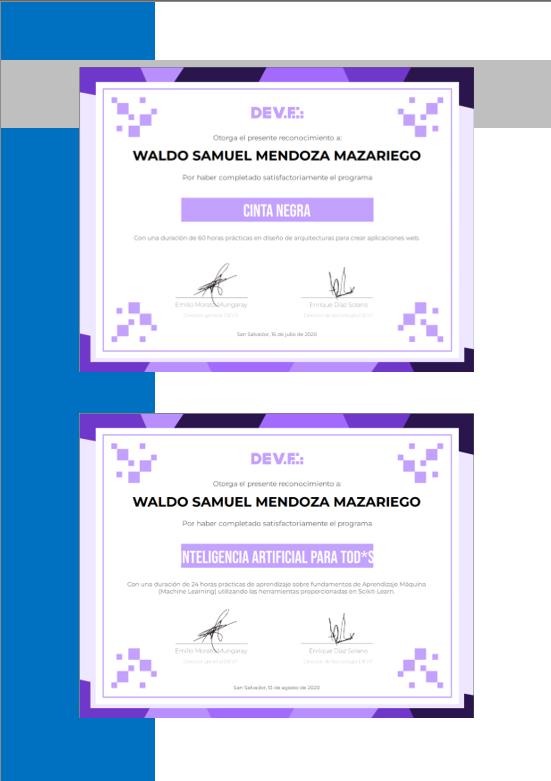 DEV.F.:
Otorga el presente reconocimiento a:
WALDO SAMUEL MENDOZA MAZARIEGO
Por haber completado satisfactoriamente el programa
CINTA NEGRA
Con una duración de 60 horas prácticas en diseño de arquitecturas para crear aplicaciones web.
Emilio Morato Mungaray
Enrique Díaz Solano
Director general DEV.F
Director de tecnología DEV.F
San Salvador, 16 de julio de 2020
DEV.F.:
Otorga el presente reconocimiento a:
WALDO SAMUEL MENDOZA MAZARIEGO
Por haber completado satisfactoriamente el programa
NTELIGENCIA ARTIFICIAL PARA TOD*S
Con una duración de 24 horas prácticas de aprendizaje sobre fundamentos de Aprendizaje Máquina
(Machine Learning) utilizando las herramientas proporcionadas en Scikit-Learn.
Emilio Morato Mungaray
Enrique Díaz Solano
Director general DEV.F
Director de tecnología DEV.F
San Salvador, 13 de agosto de 2020